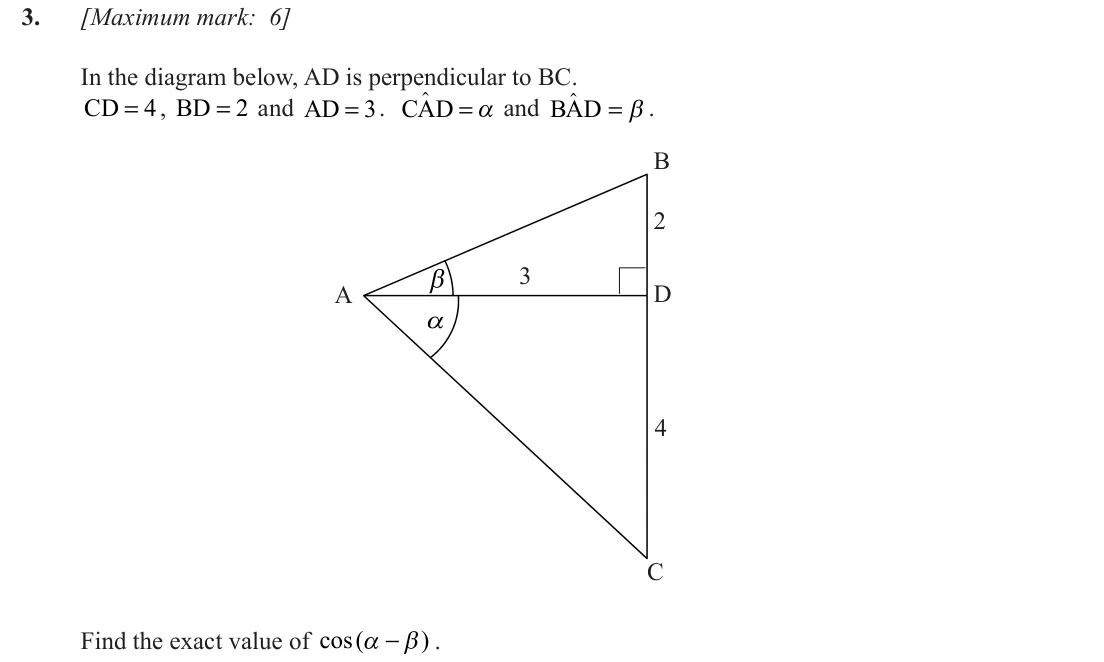 3. [Maximum mark: 6]
In the diagram below, AD is perpendicular to BC.
CD = 4, BD = 2 and AD = 3. CÂD = α and BÂD = β.
B
2
β
3
A
D
α
4
C
Find the exact value of cos(α − β).